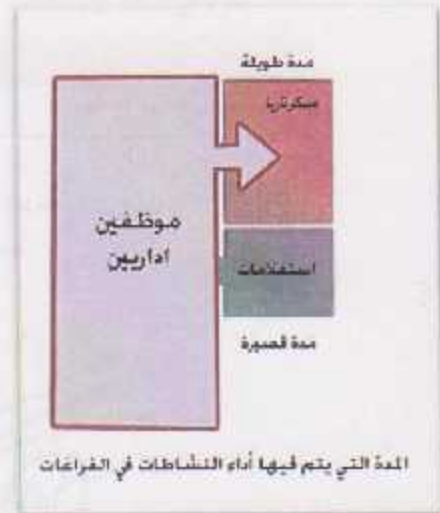 مدة طويلة
سكرتاريا
موظفين
اداريين
استعلامات
مدة قصيرة
المدة التي يتم فيها أداء النشاطات في الفراغات